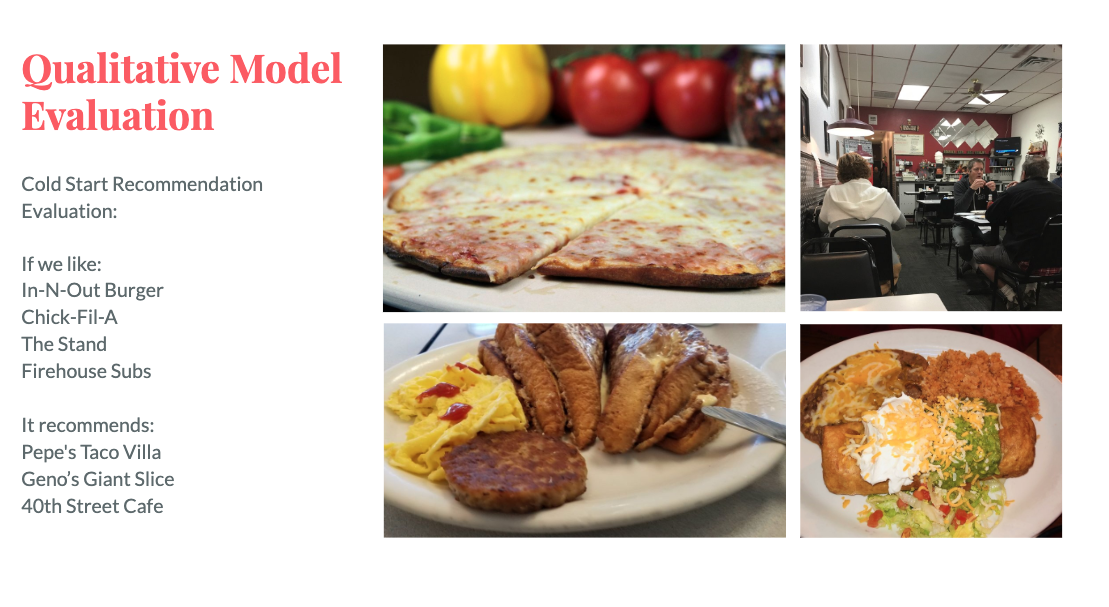 Qualitative Model
Evaluation
Cold Start Recommendation
Evaluation:
If we like:
In-N-Out Burger
Chick-Fil-A
The Stand
Firehouse Subs
It recommends:
Pepe's Taco Villa
Geno’s Giant Slice
40th Street Cafe